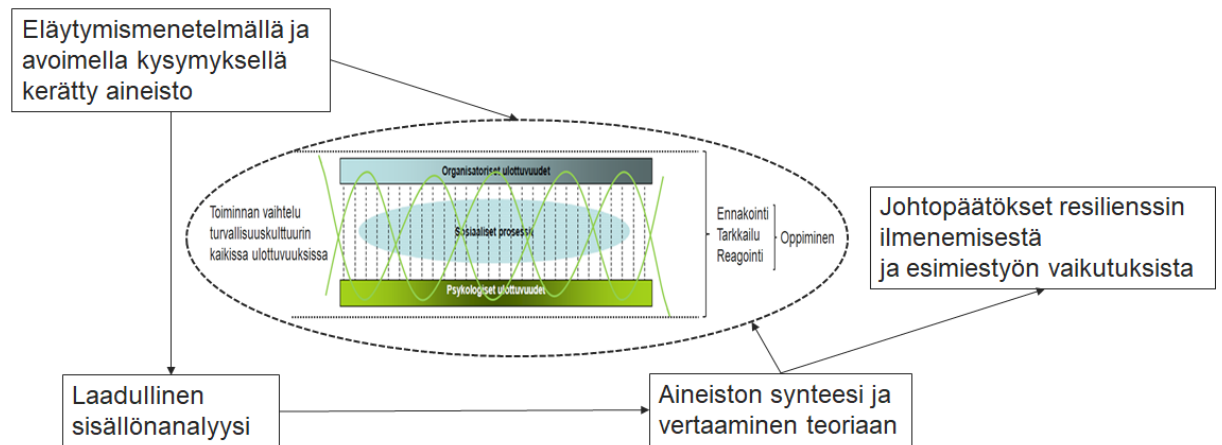 Eläytymismenetelmällä ja
avoimella kysymyksellä
kerätty aineisto
Organisatoriset ulottuvuudet
Toiminnan vaihtelu
turvallisuuskulttuurin
kaikissa ulottuvuuksissa
Sosiaaliset prosessit
Psykologiset ulottuvuudet
Ennakointi
Tarkkailu
Reagointi
Oppiminen
Johtopäätökset resilienssin
ilmenemisestä
ja esimiestyön vaikutuksista
Laadullinen
sisällönanalyysi
Aineiston synteesi ja
vertaaminen teoriaan